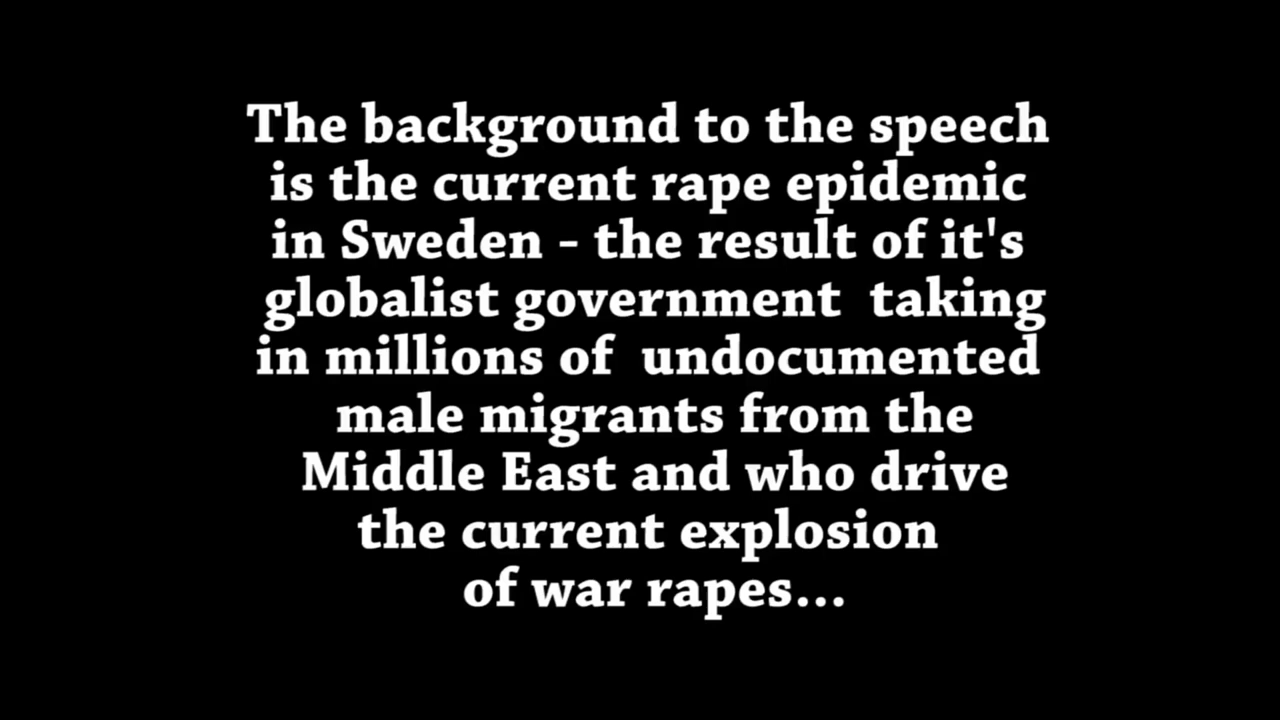 The background to the speech
is the current rape epidemic
in Sweden - the result of it's
globalist government taking
in millions of undocumented
male migrants from the
Middle East and who drive
the current explosion
of war rapes...